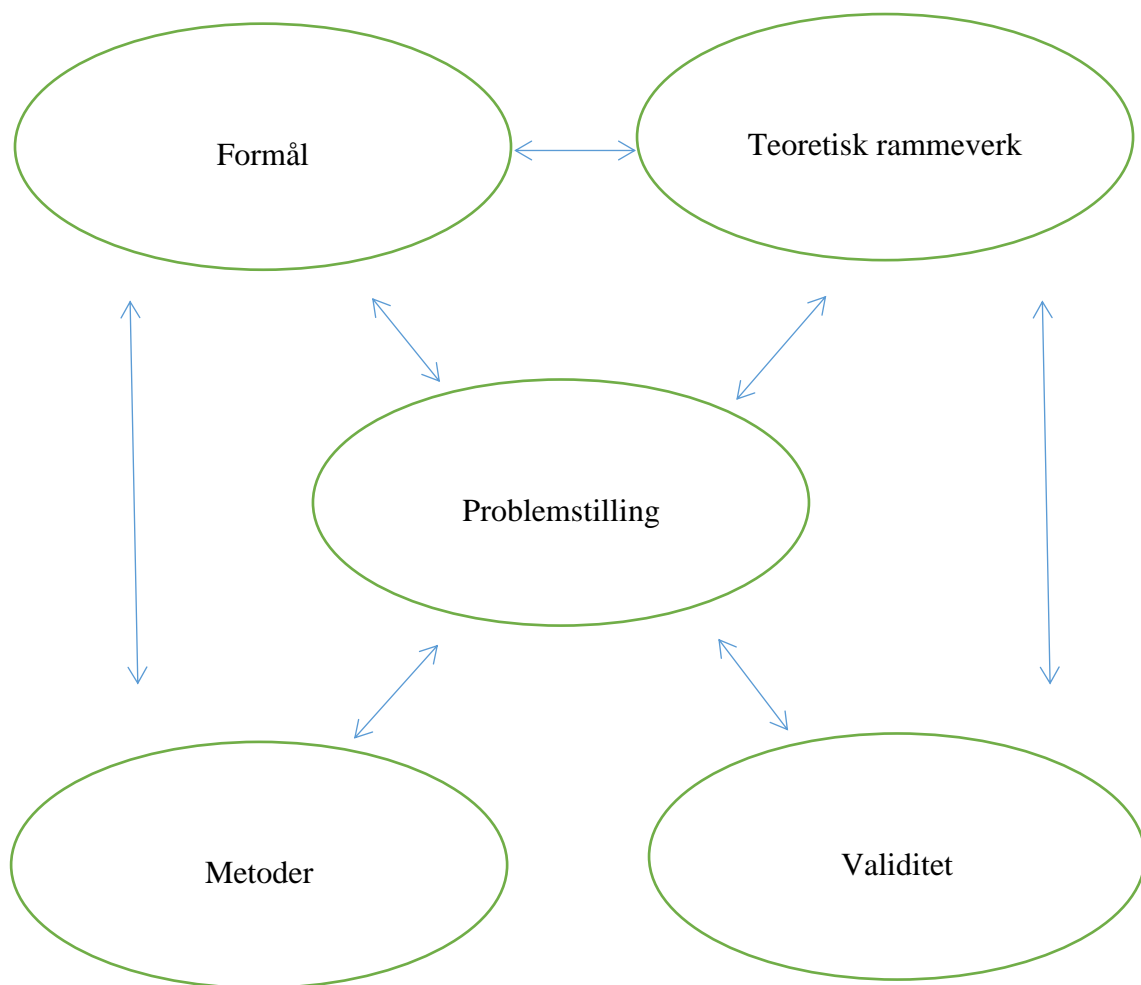 Formål
Teoretisk rammeverk
Problemstilling
Metoder
Validitet